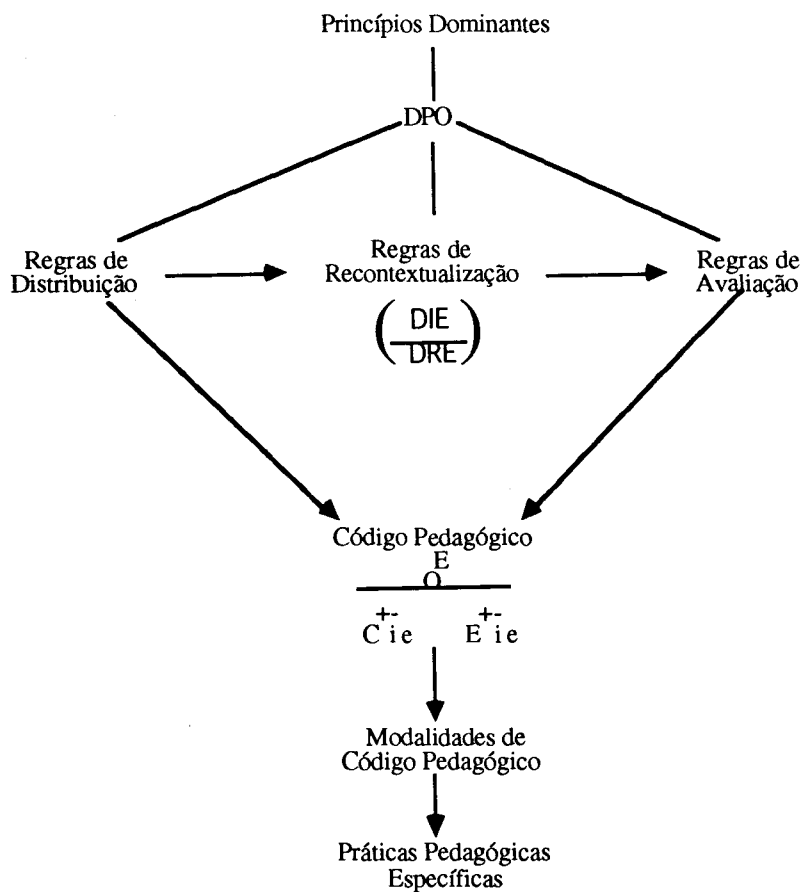 Princípios Dominantes
DPO
Regras de
Distribuição
Regras de
Recontextualização
Regras de
Avaliação
(DIE
DRE)
Código Pedagógico
E
O
+- +-
C ie E ie
Modalidades de
Código Pedagógico
Práticas Pedagógicas
Específicas